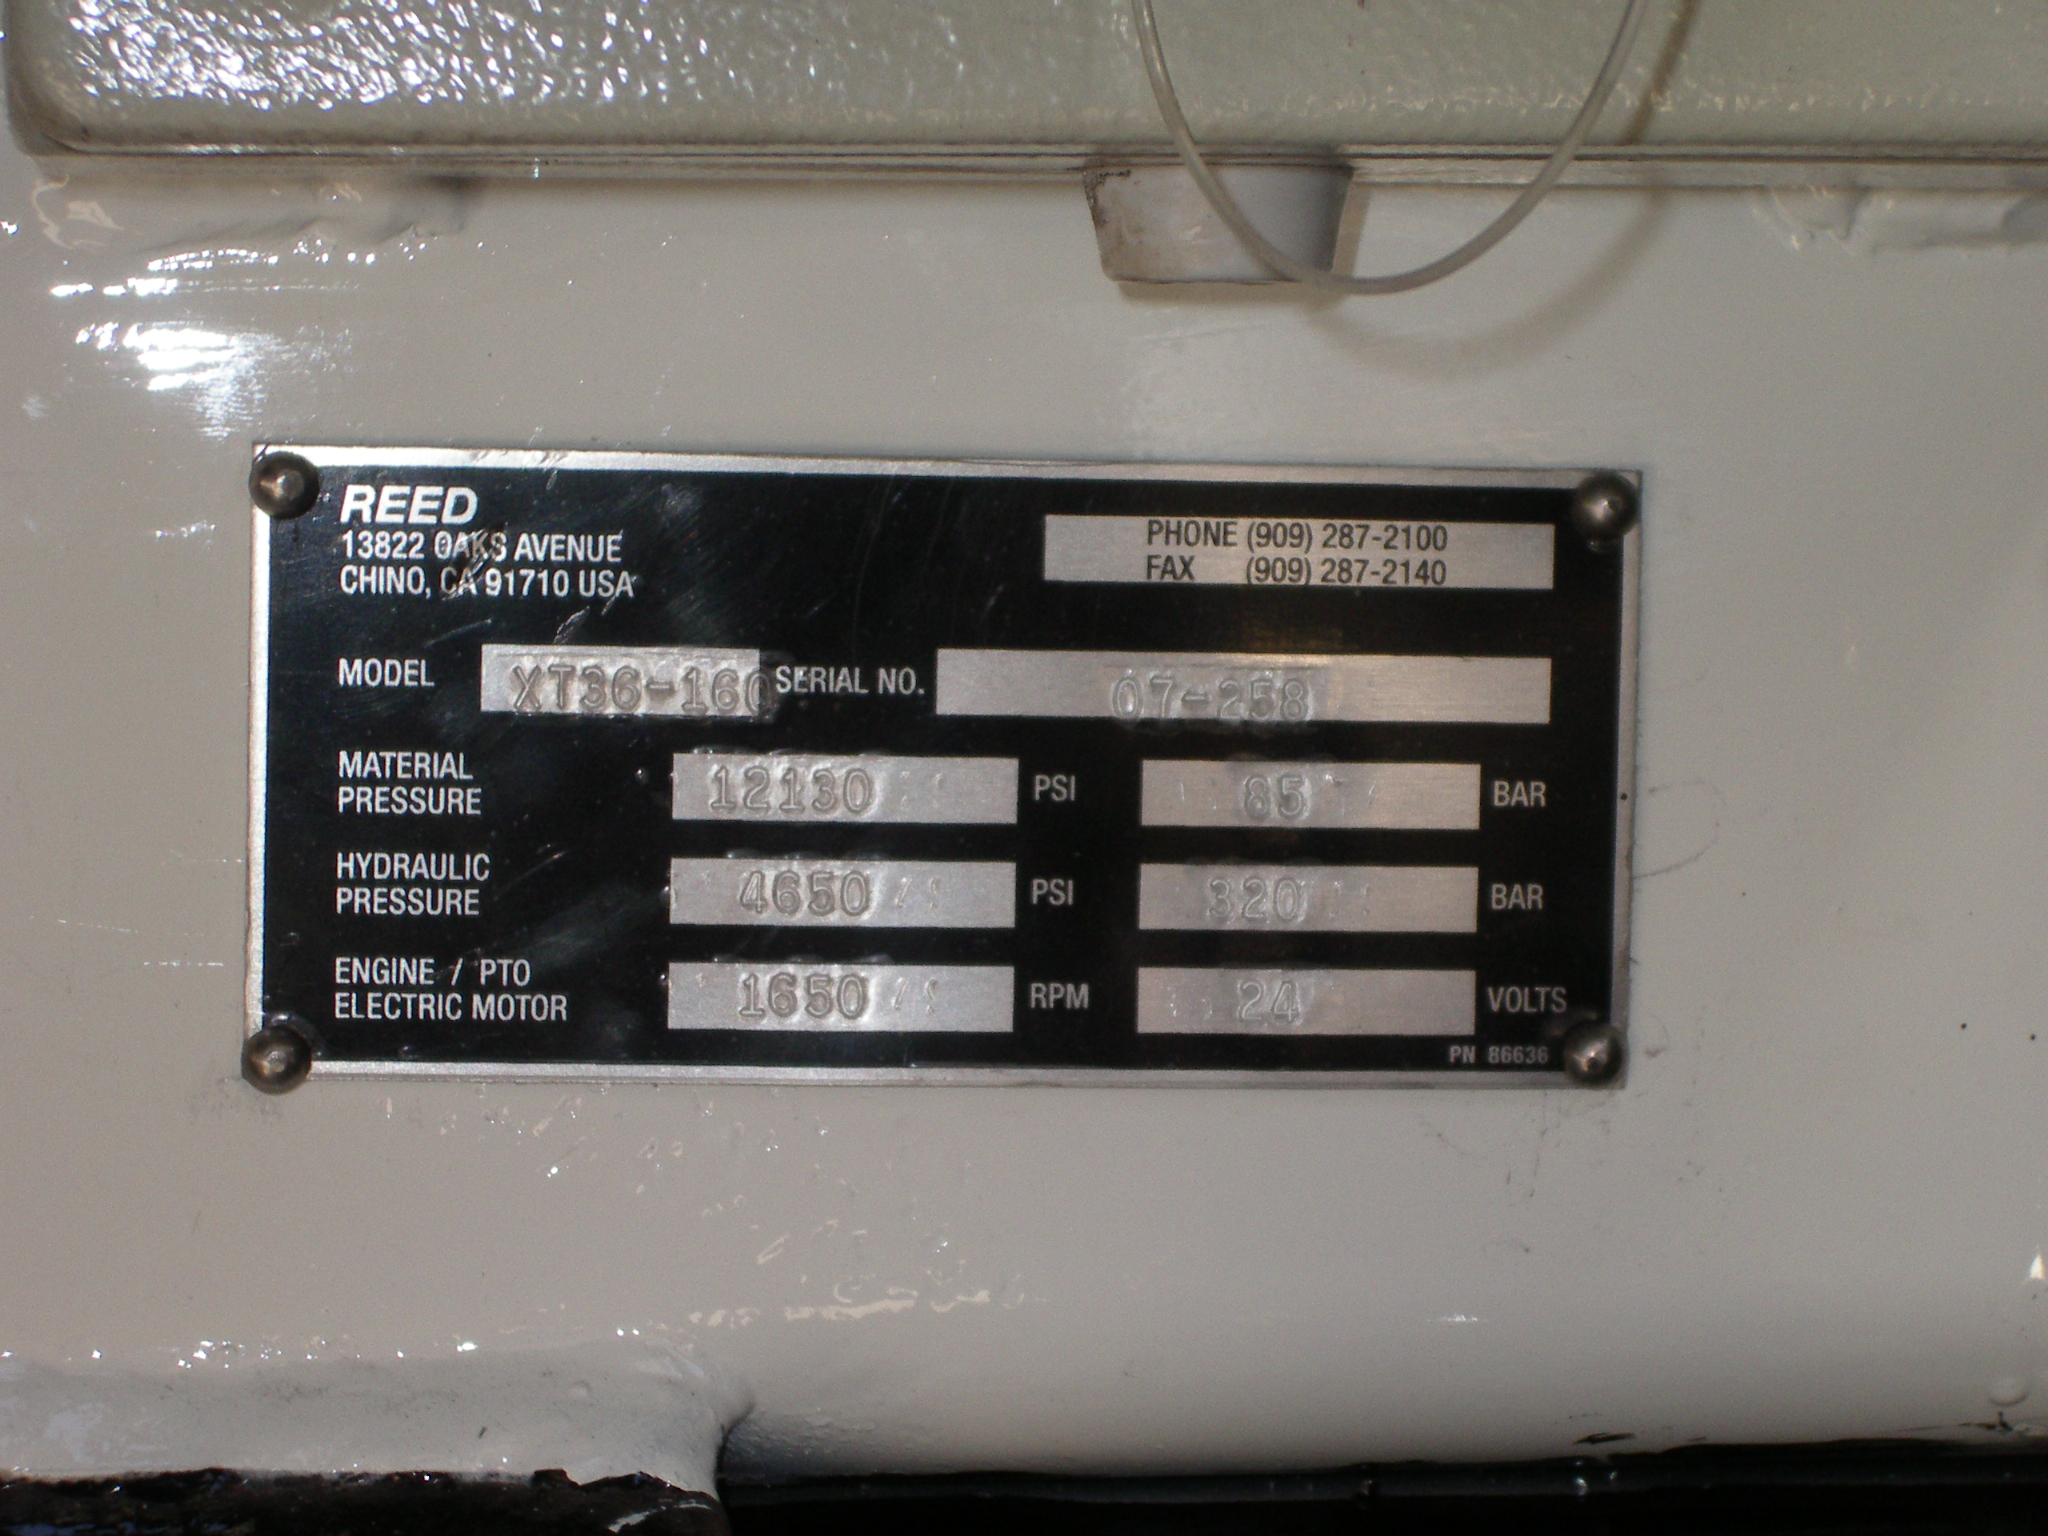 REED
13822 OAKS AVENUE
CHINO, CA 91710 USA
PHONE (909) 287-2100
FAX (909) 287-2140
MODEL XT36-160 SERIAL NO. 07-258
MATERIAL
PRESSURE 12130 PSI 85 BAR
HYDRAULIC
PRESSURE 4650 PSI 320 BAR
ENGINE / PTO
ELECTRIC MOTOR 1650 RPM 24 VOLTS
PN 86636